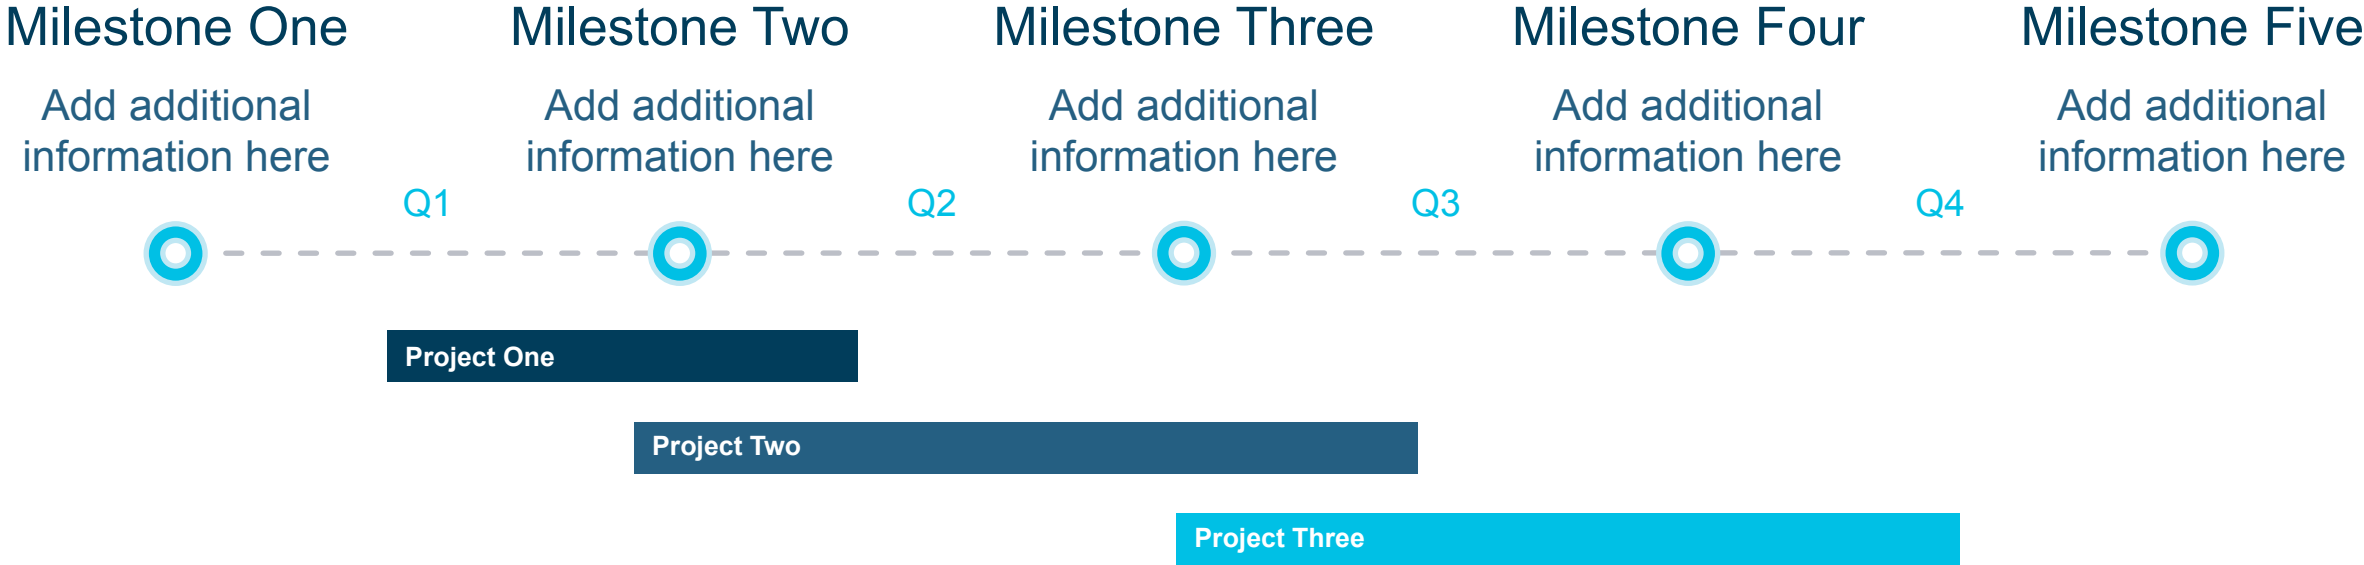 Milestone One
Milestone Two
Milestone Three
Milestone Four
Milestone Five
Add additional
information here
Add additional
information here
Add additional
information here
Add additional
information here
Add additional
information here
Q1
Q2
Q3
Q4
Project One
Project Two
Project Three